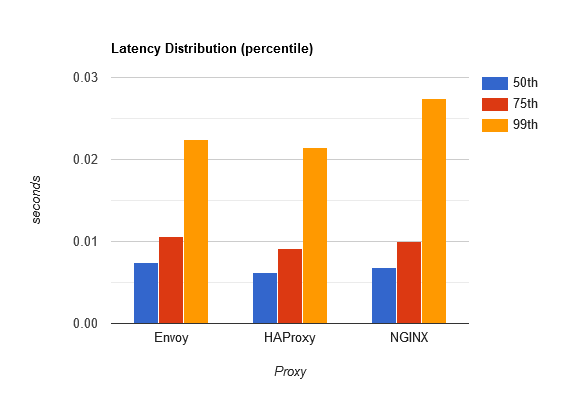 Latency Distribution (percentile)
0.03
0.02
0.01
0.00
seconds
Envoy
HAProxy
NGINX
Proxy
50th
75th
99th